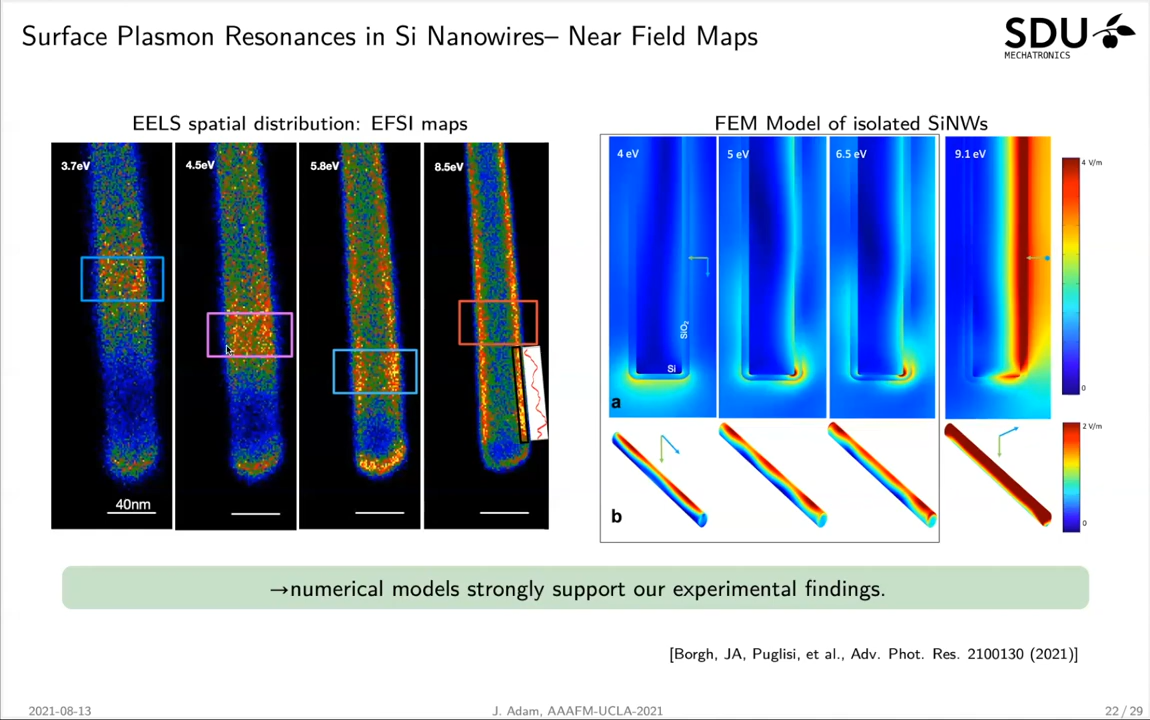 Surface Plasmon Resonances in Si Nanowires– Near Field Maps
SDU
MECHATRONICS
EELS spatial distribution: EFSI maps
3.7eV
4.5eV
5.8eV
8.5eV
40nm
FEM Model of isolated SiNWs
4 eV
5 eV
6.5 eV
9.1 eV
4 V/m
SiO2
Si
0
a
2 V/m
b
0
→numerical models strongly support our experimental findings.
[Borgh, JA, Puglisi, et al., Adv. Phot. Res. 2100130 (2021)]
2021-08-13
J. Adam, AAAFM-UCLA-2021
22 / 29